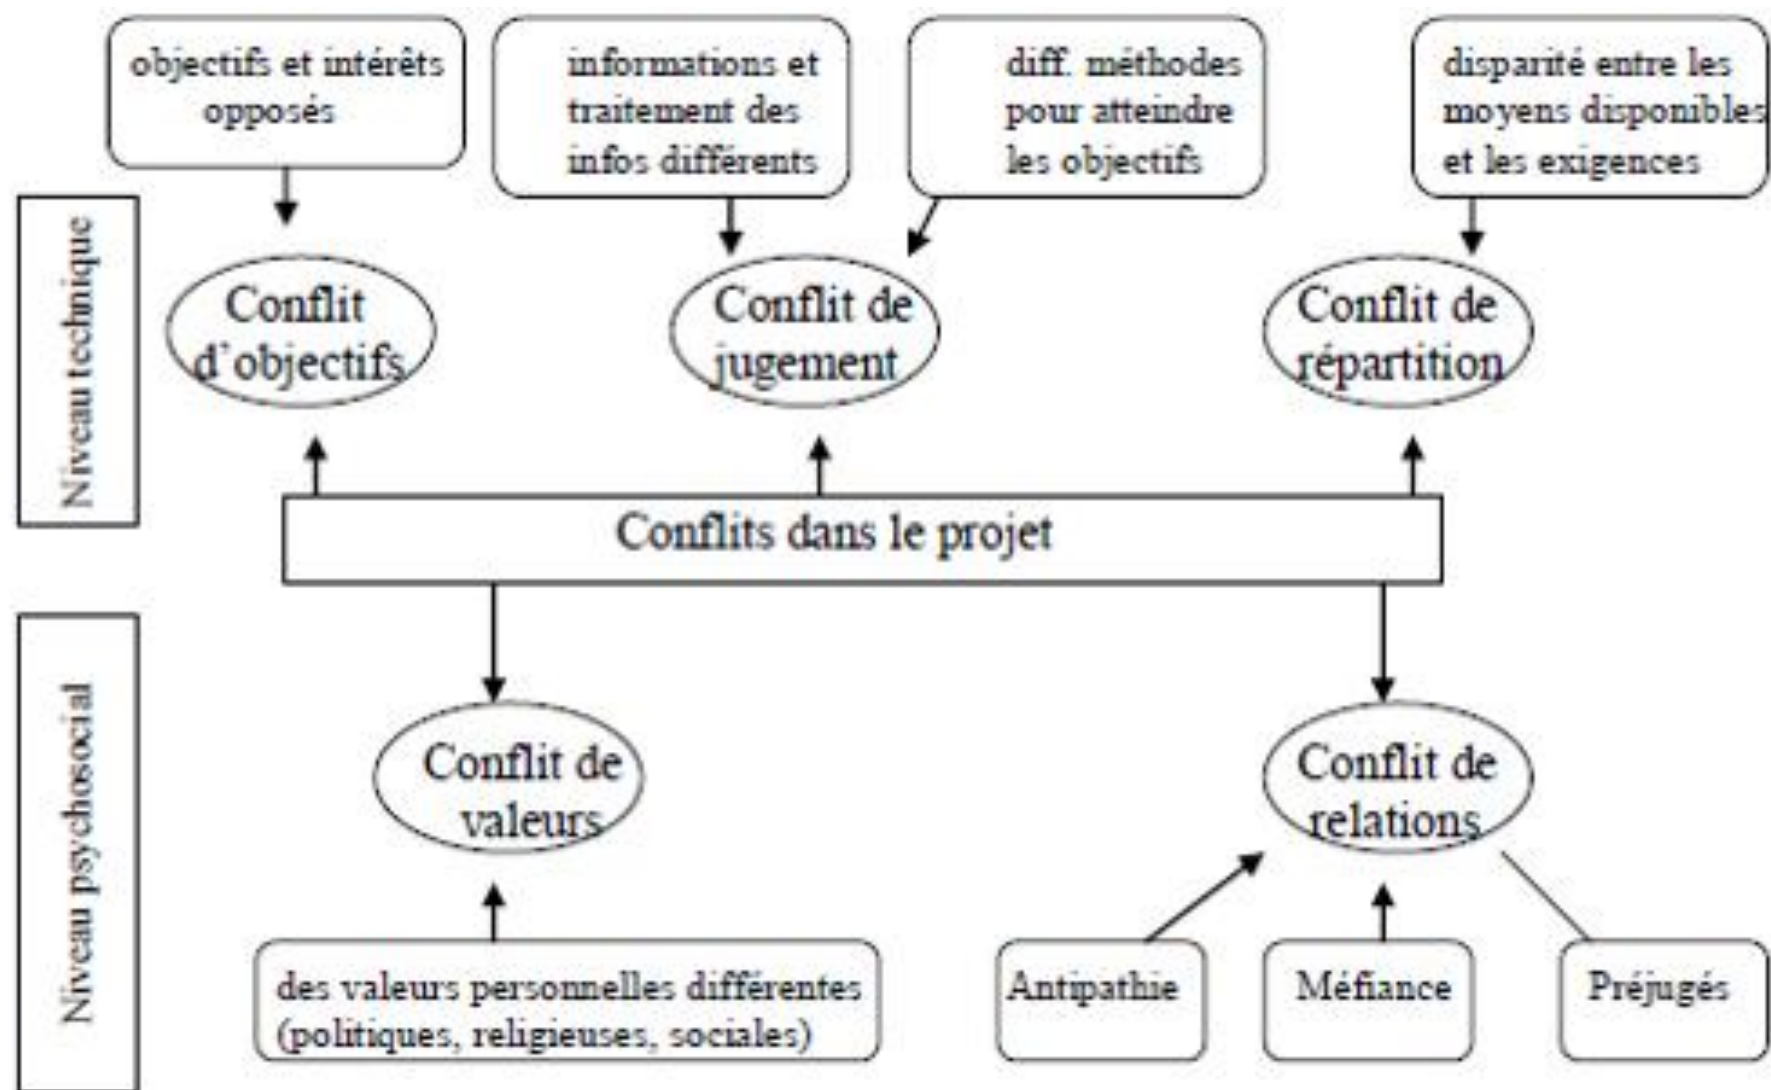 objectifs et intérêts
opposés
informations et
traitement des
infos différents
diff. méthodes
pour atteindre
les objectifs
disparité entre les
moyens disponibles
et les exigences
Niveau technique
Conflit
d'objectifs
Conflit de
jugement
Conflit de
répartition
Conflits dans le projet
Niveau psychosocial
Conflit de
valeurs
Conflit de
relations
des valeurs personnelles différentes
(politiques, religieuses, sociales)
Antipathie
Méfiance
Préjugés